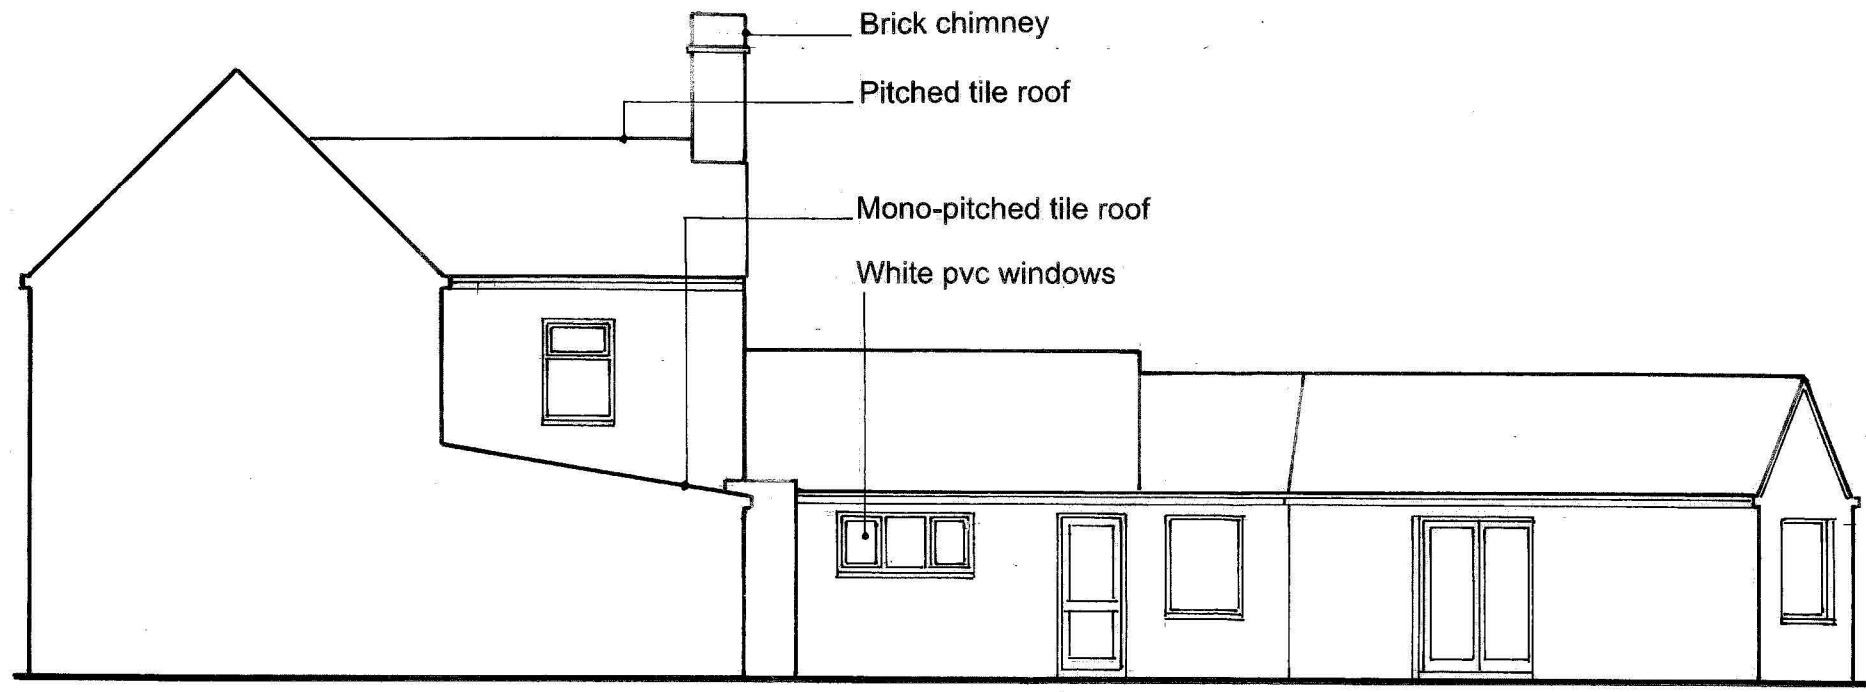 Brick chimney
Pitched tile roof
Mono-pitched tile roof
White pvc windows